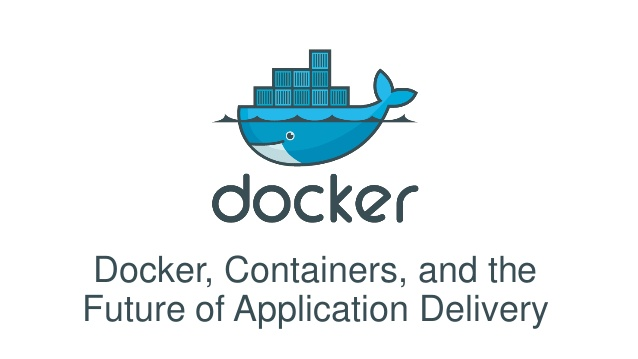 docker
Docker, Containers, and the
Future of Application Delivery